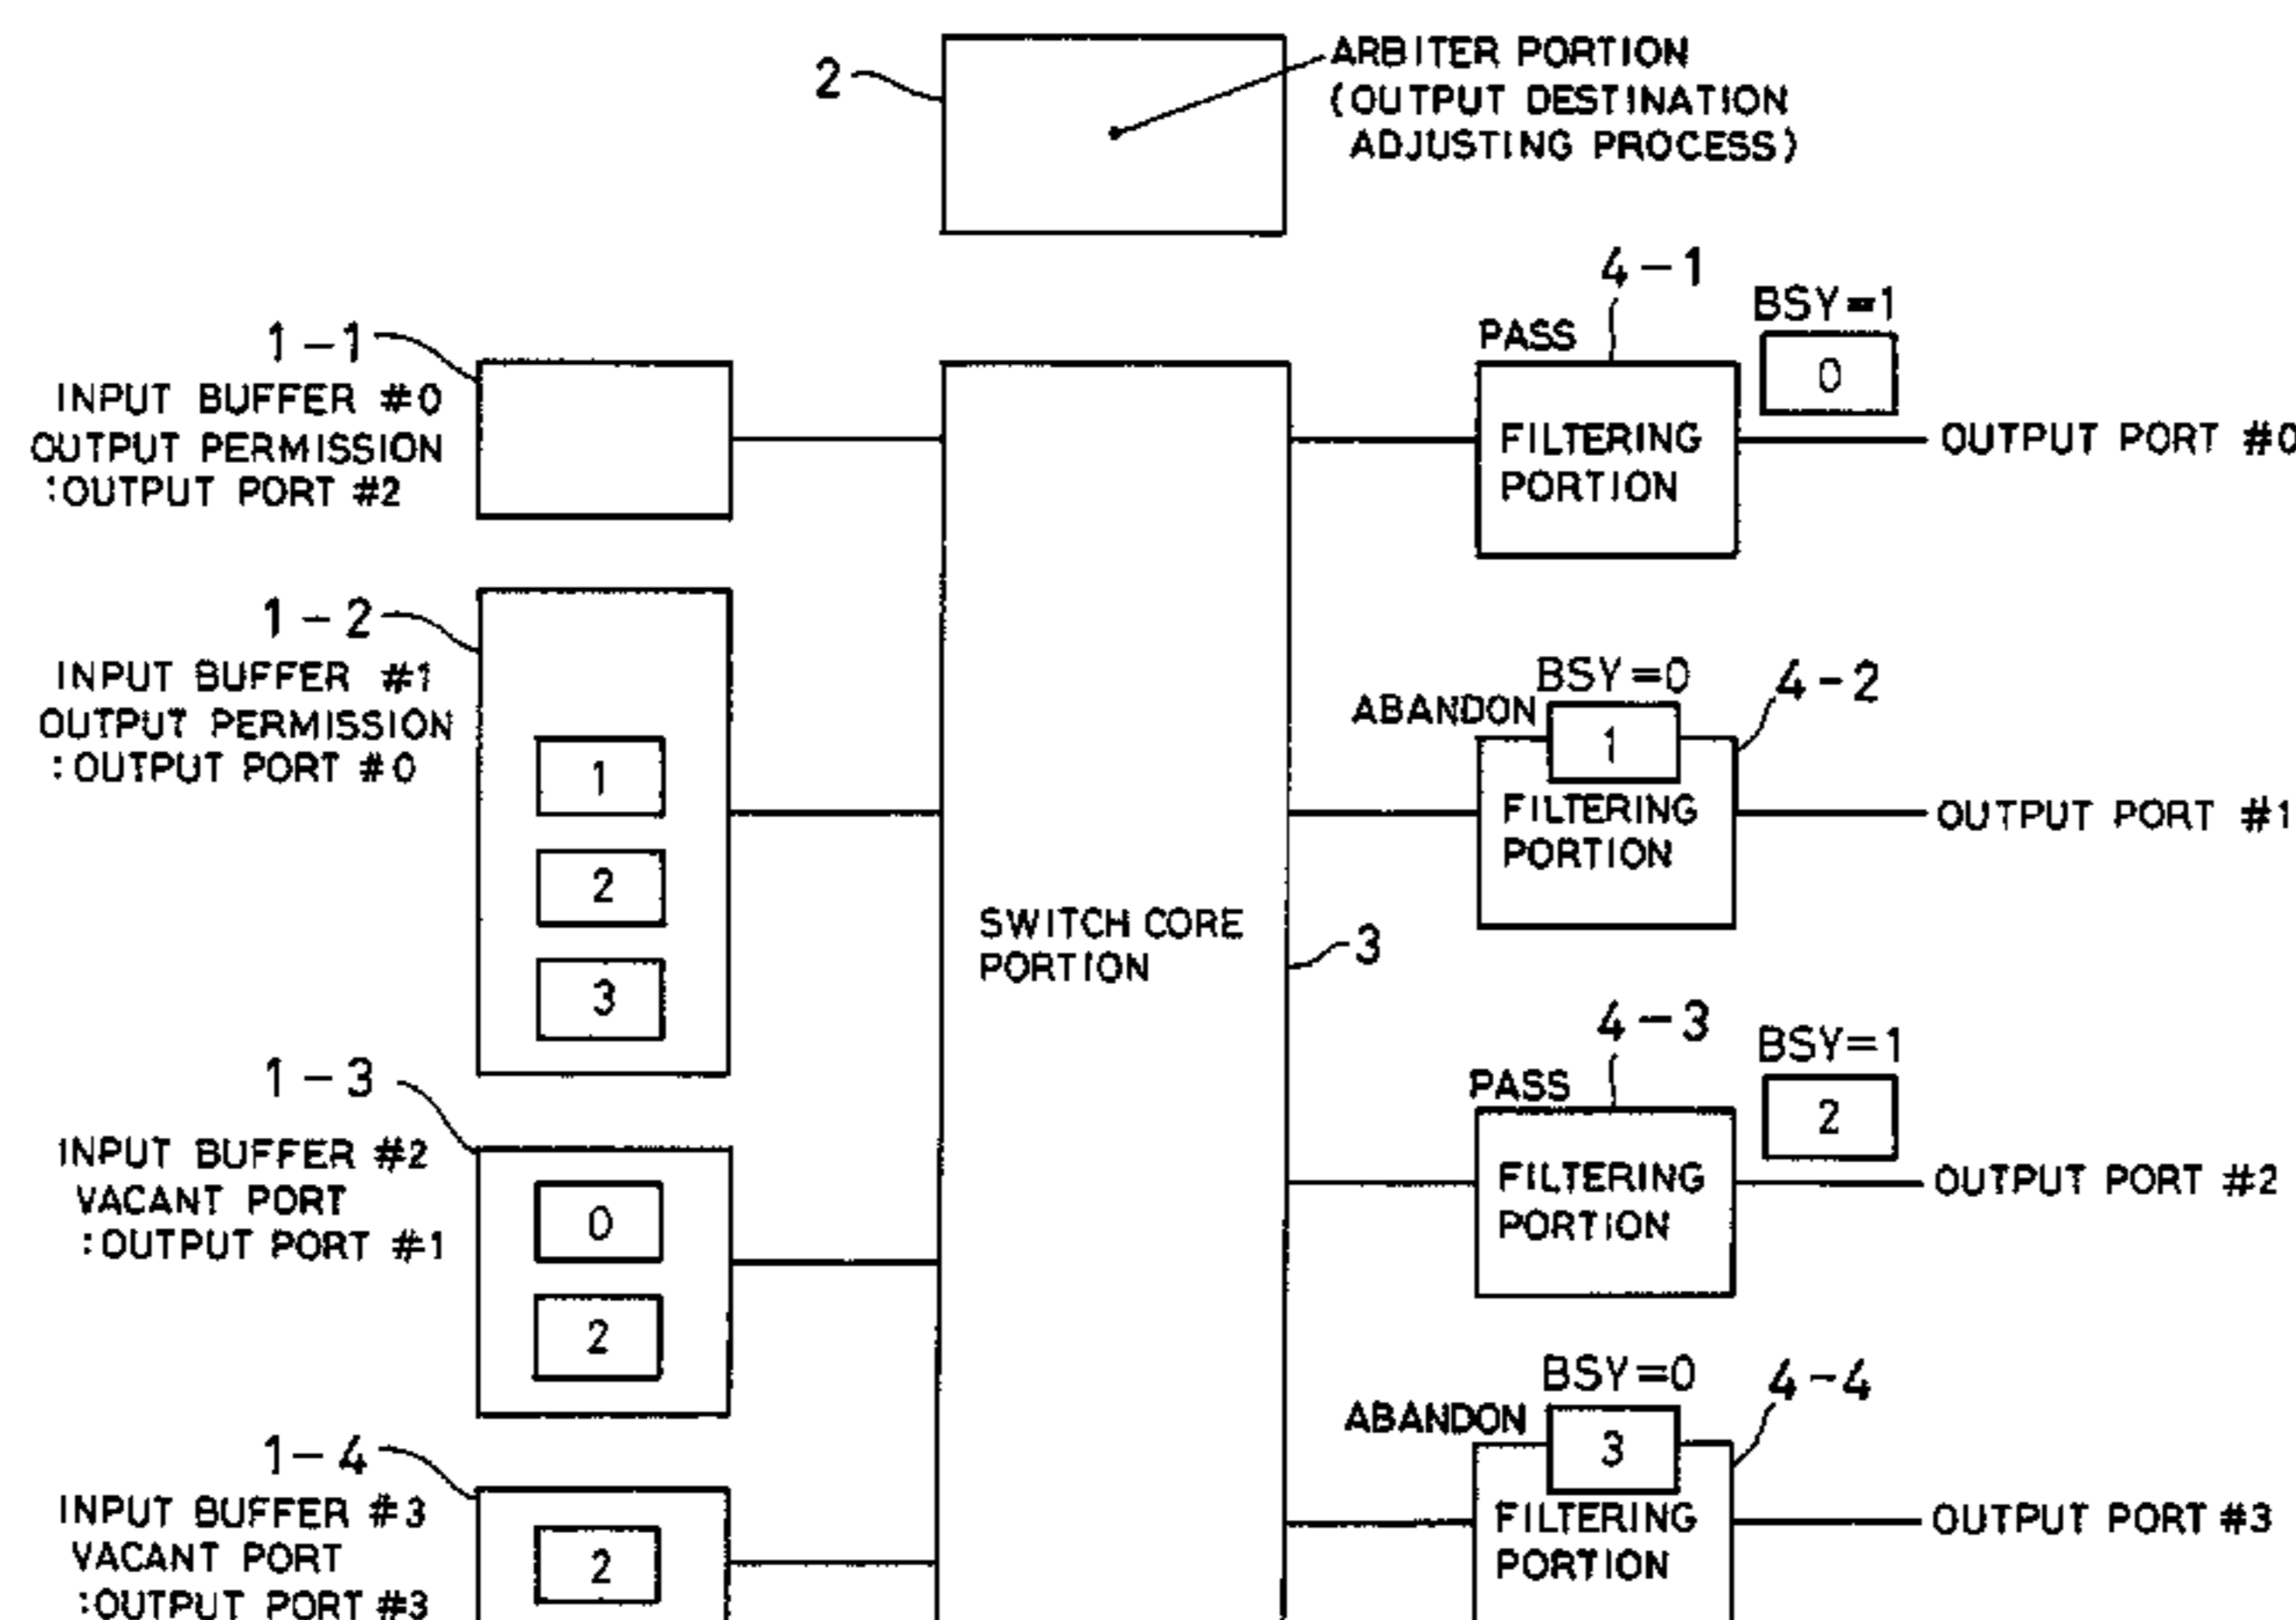 2
ARBITER PORTION
(OUTPUT DESTINATION
ADJUSTING PROCESS)
1-1
INPUT BUFFER #0
OUTPUT PERMISSION
:OUTPUT PORT #2
4-1
PASS
BSY=1
0
FILTERING
PORTION
OUTPUT PORT #0
1-2
INPUT BUFFER #1
OUTPUT PERMISSION
:OUTPUT PORT #0
1
2
3
SWITCH CORE
PORTION
3
BSY=0
ABANDON
1
4-2
FILTERING
PORTION
OUTPUT PORT #1
1-3
INPUT BUFFER #2
VACANT PORT
:OUTPUT PORT #1
0
2
4-3
PASS
BSY=1
2
FILTERING
PORTION
OUTPUT PORT #2
1-4
INPUT BUFFER #3
VACANT PORT
:OUTPUT PORT #3
2
BSY=0
ABANDON
3
4-4
FILTERING
PORTION
OUTPUT PORT #3